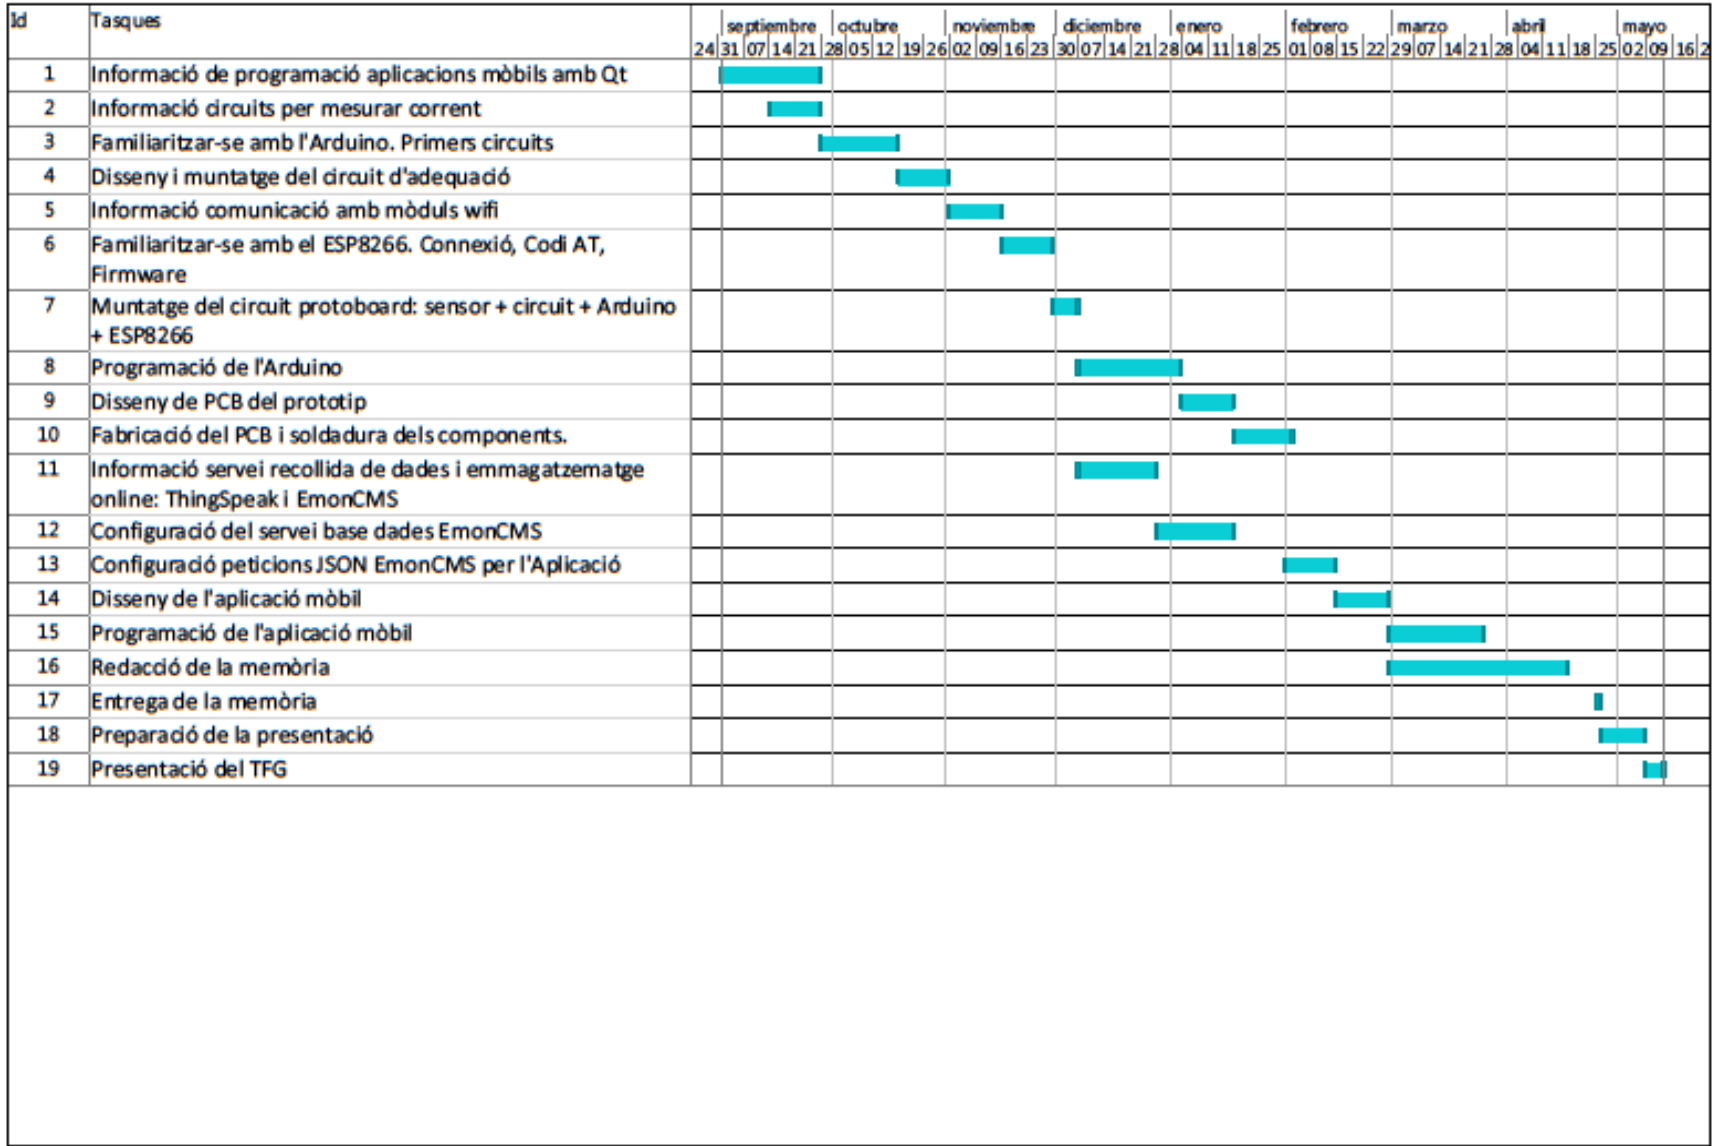 Id Tasques septiembre octubre noviembre diciembre enero febrero marzo abril mayo
24 31 07 14 21 28 05 12 19 26 02 09 16 23 30 07 14 21 28 04 11 18 25 01 08 15 22 29 07 14 21 28 04 11 18 25 02 09 16 2
1 Informació de programació aplicacions mòbils amb Qt
2 Informació circuits per mesurar corrent
3 Familiaritzar-se amb l'Arduino. Primers circuits
4 Disseny i muntatge del circuit d'adequació
5 Informació comunicació amb mòduls wifi
6 Familiaritzar-se amb el ESP8266. Connexió, Codi AT,
Firmware
7 Muntatge del circuit protoboard: sensor + circuit + Arduino
+ ESP8266
8 Programació de l'Arduino
9 Disseny de PCB del prototip
10 Fabricació del PCB i soldadura dels components.
11 Informació servei recollida de dades i emmagatzematge
online: ThingSpeak i EmonCMS
12 Configuració del servei base dades EmonCMS
13 Configuració peticions JSON EmonCMS per l'Aplicació
14 Disseny de l'aplicació mòbil
15 Programació de l'aplicació mòbil
16 Redacció de la memòria
17 Entrega de la memòria
18 Preparació de la presentació
19 Presentació del TFG